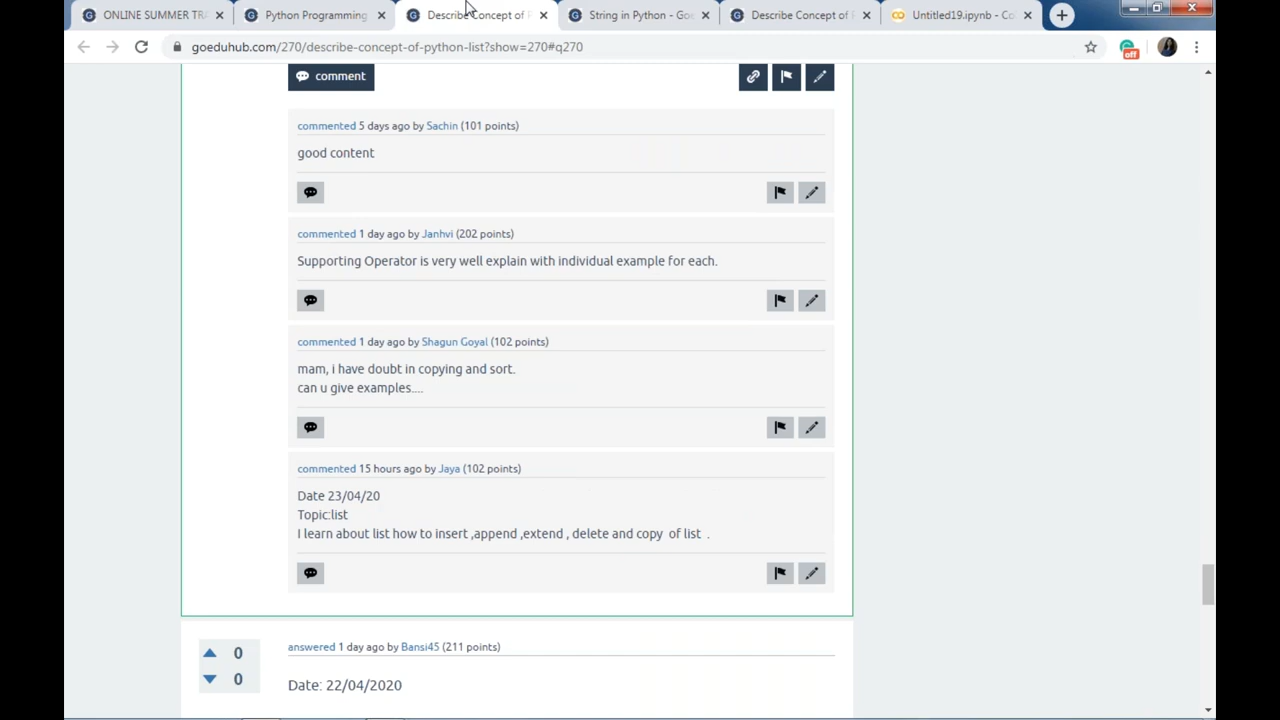 ONLINE SUMMER TRA
Python Programming
Describe Concept of P
String in Python - Goe
Describe Concept of P
Untitled19.ipynb - Co
goeduhub.com/270/describe-concept-of-python-list?show=270#q270
off
comment
commented 5 days ago by Sachin (101 points)
good content
commented 1 day ago by Janhvi (202 points)
Supporting Operator is very well explain with individual example for each.
commented 1 day ago by Shagun Goyal (102 points)
mam, i have doubt in copying and sort.
can u give examples....
commented 15 hours ago by Jaya (102 points)
Date 23/04/20
Topic:list
I learn about list how to insert ,append ,extend , delete and copy  of list  .
0
0
answered 1 day ago by Bansi45 (211 points)
Date: 22/04/2020